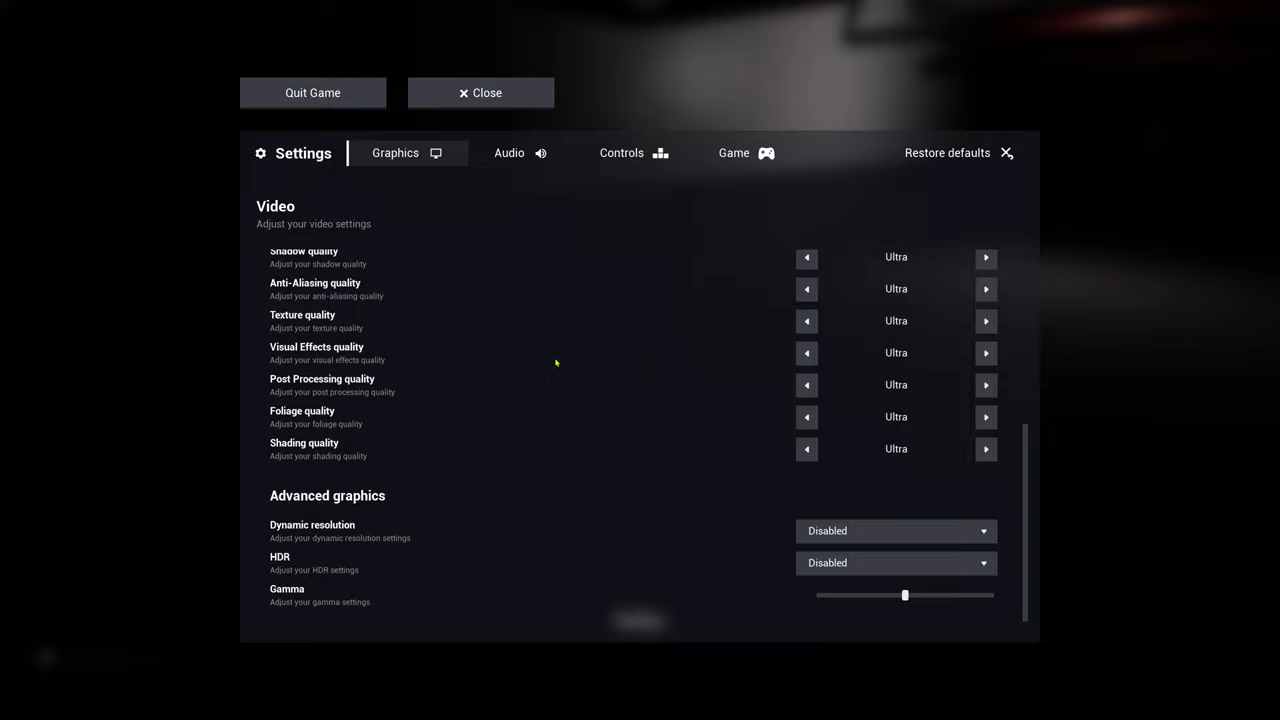 Quit Game
Close
Settings
Graphics
Audio
Controls
Game
Restore defaults
Video
Adjust your video settings
Shadow quality
Ultra
Adjust your shadow quality
Anti-Aliasing quality
Ultra
Adjust your anti-aliasing quality
Texture quality
Ultra
Adjust your texture quality
Visual Effects quality
Ultra
Adjust your visual effects quality
Post Processing quality
Ultra
Adjust your post processing quality
Foliage quality
Ultra
Adjust your foliage quality
Shading quality
Ultra
Adjust your shading quality
Advanced graphics
Dynamic resolution
Disabled
Adjust your dynamic resolution settings
HDR
Disabled
Adjust your HDR settings
Gamma
Adjust your gamma settings